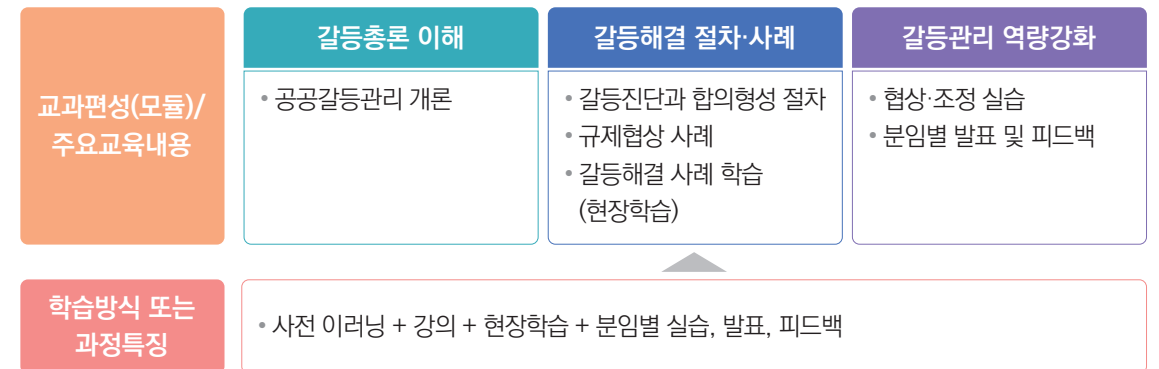 교과편성(모듈)/
주요교육내용
갈등총론 이해
• 공공갈등관리 개론
갈등해결 절차·사례
• 갈등진단과 합의형성 절차
• 규제협상 사례
• 갈등해결 사례 학습
(현장학습)
갈등관리 역량강화
• 협상·조정 실습
• 분임별 발표 및 피드백
학습방식 또는
과정특징
• 사전 이러닝 + 강의 + 현장학습 + 분임별 실습, 발표, 피드백